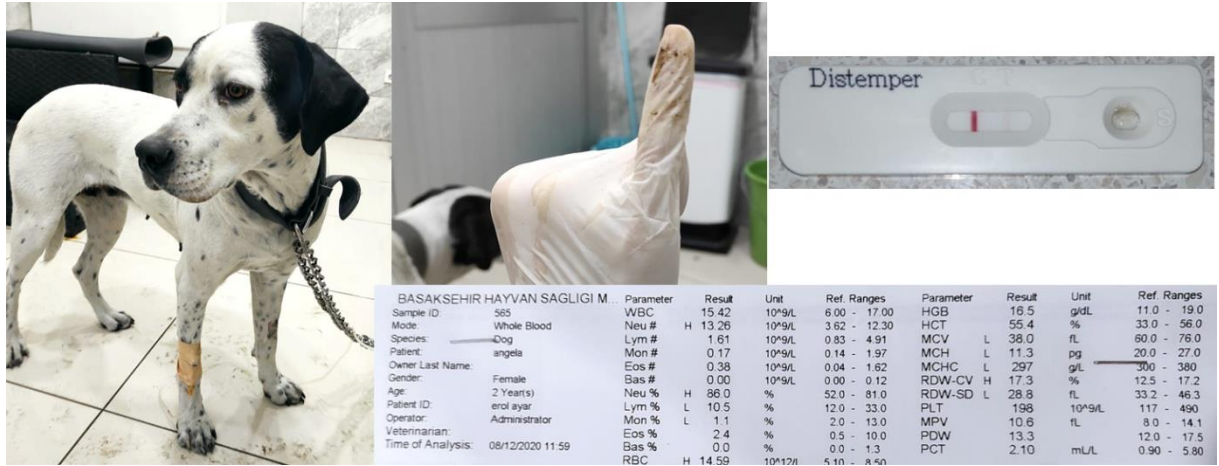 Distemper
C T
S
BASAKSEHIR HAYVAN SAGLIGI M... Parameter Result Unit Ref. Ranges Parameter Result Unit Ref. Ranges
Sample ID: 565 WBC 15.42 10^9/L 6.00 - 17.00 HGB 16.5 g/dL 11.0 - 19.0
Mode: Whole Blood Neu # H 13.26 10^9/L 3.62 - 12.30 HCT 55.4 % 33.0 - 56.0
Species: Dog Lym # 1.61 10^9/L 0.83 - 4.91 MCV L 38.0 fL 60.0 - 76.0
Patient: angela Mon # 0.17 10^9/L 0.14 - 1.97 MCH L 11.3 pg 20.0 - 27.0
Owner Last Name: Eos # 0.38 10^9/L 0.04 - 1.62 MCHC L 297 g/L 300 - 380
Gender: Female Bas # 0.00 10^9/L 0.00 - 0.12 RDW-CV H 17.3 % 12.5 - 17.2
Age: 2 Year(s) Neu % H 86.0 % 52.0 - 81.0 RDW-SD L 28.8 fL 33.2 - 46.3
Patient ID: erol ayar Lym % L 10.5 % 12.0 - 33.0 PLT 198 10^9/L 117 - 490
Operator: Administrator Mon % L 1.1 % 2.0 - 13.0 MPV 10.6 fL 8.0 - 14.1
Veterinarian: Eos % 2.4 % 0.5 - 10.0 PDW 13.3 12.0 - 17.5
Time of Analysis: 08/12/2020 11:59 Bas % 0.0 % 0.0 - 1.3 PCT 2.10 mL/L 0.90 - 5.80
RBC H 14.59 10^12/L 5.10 - 8.50